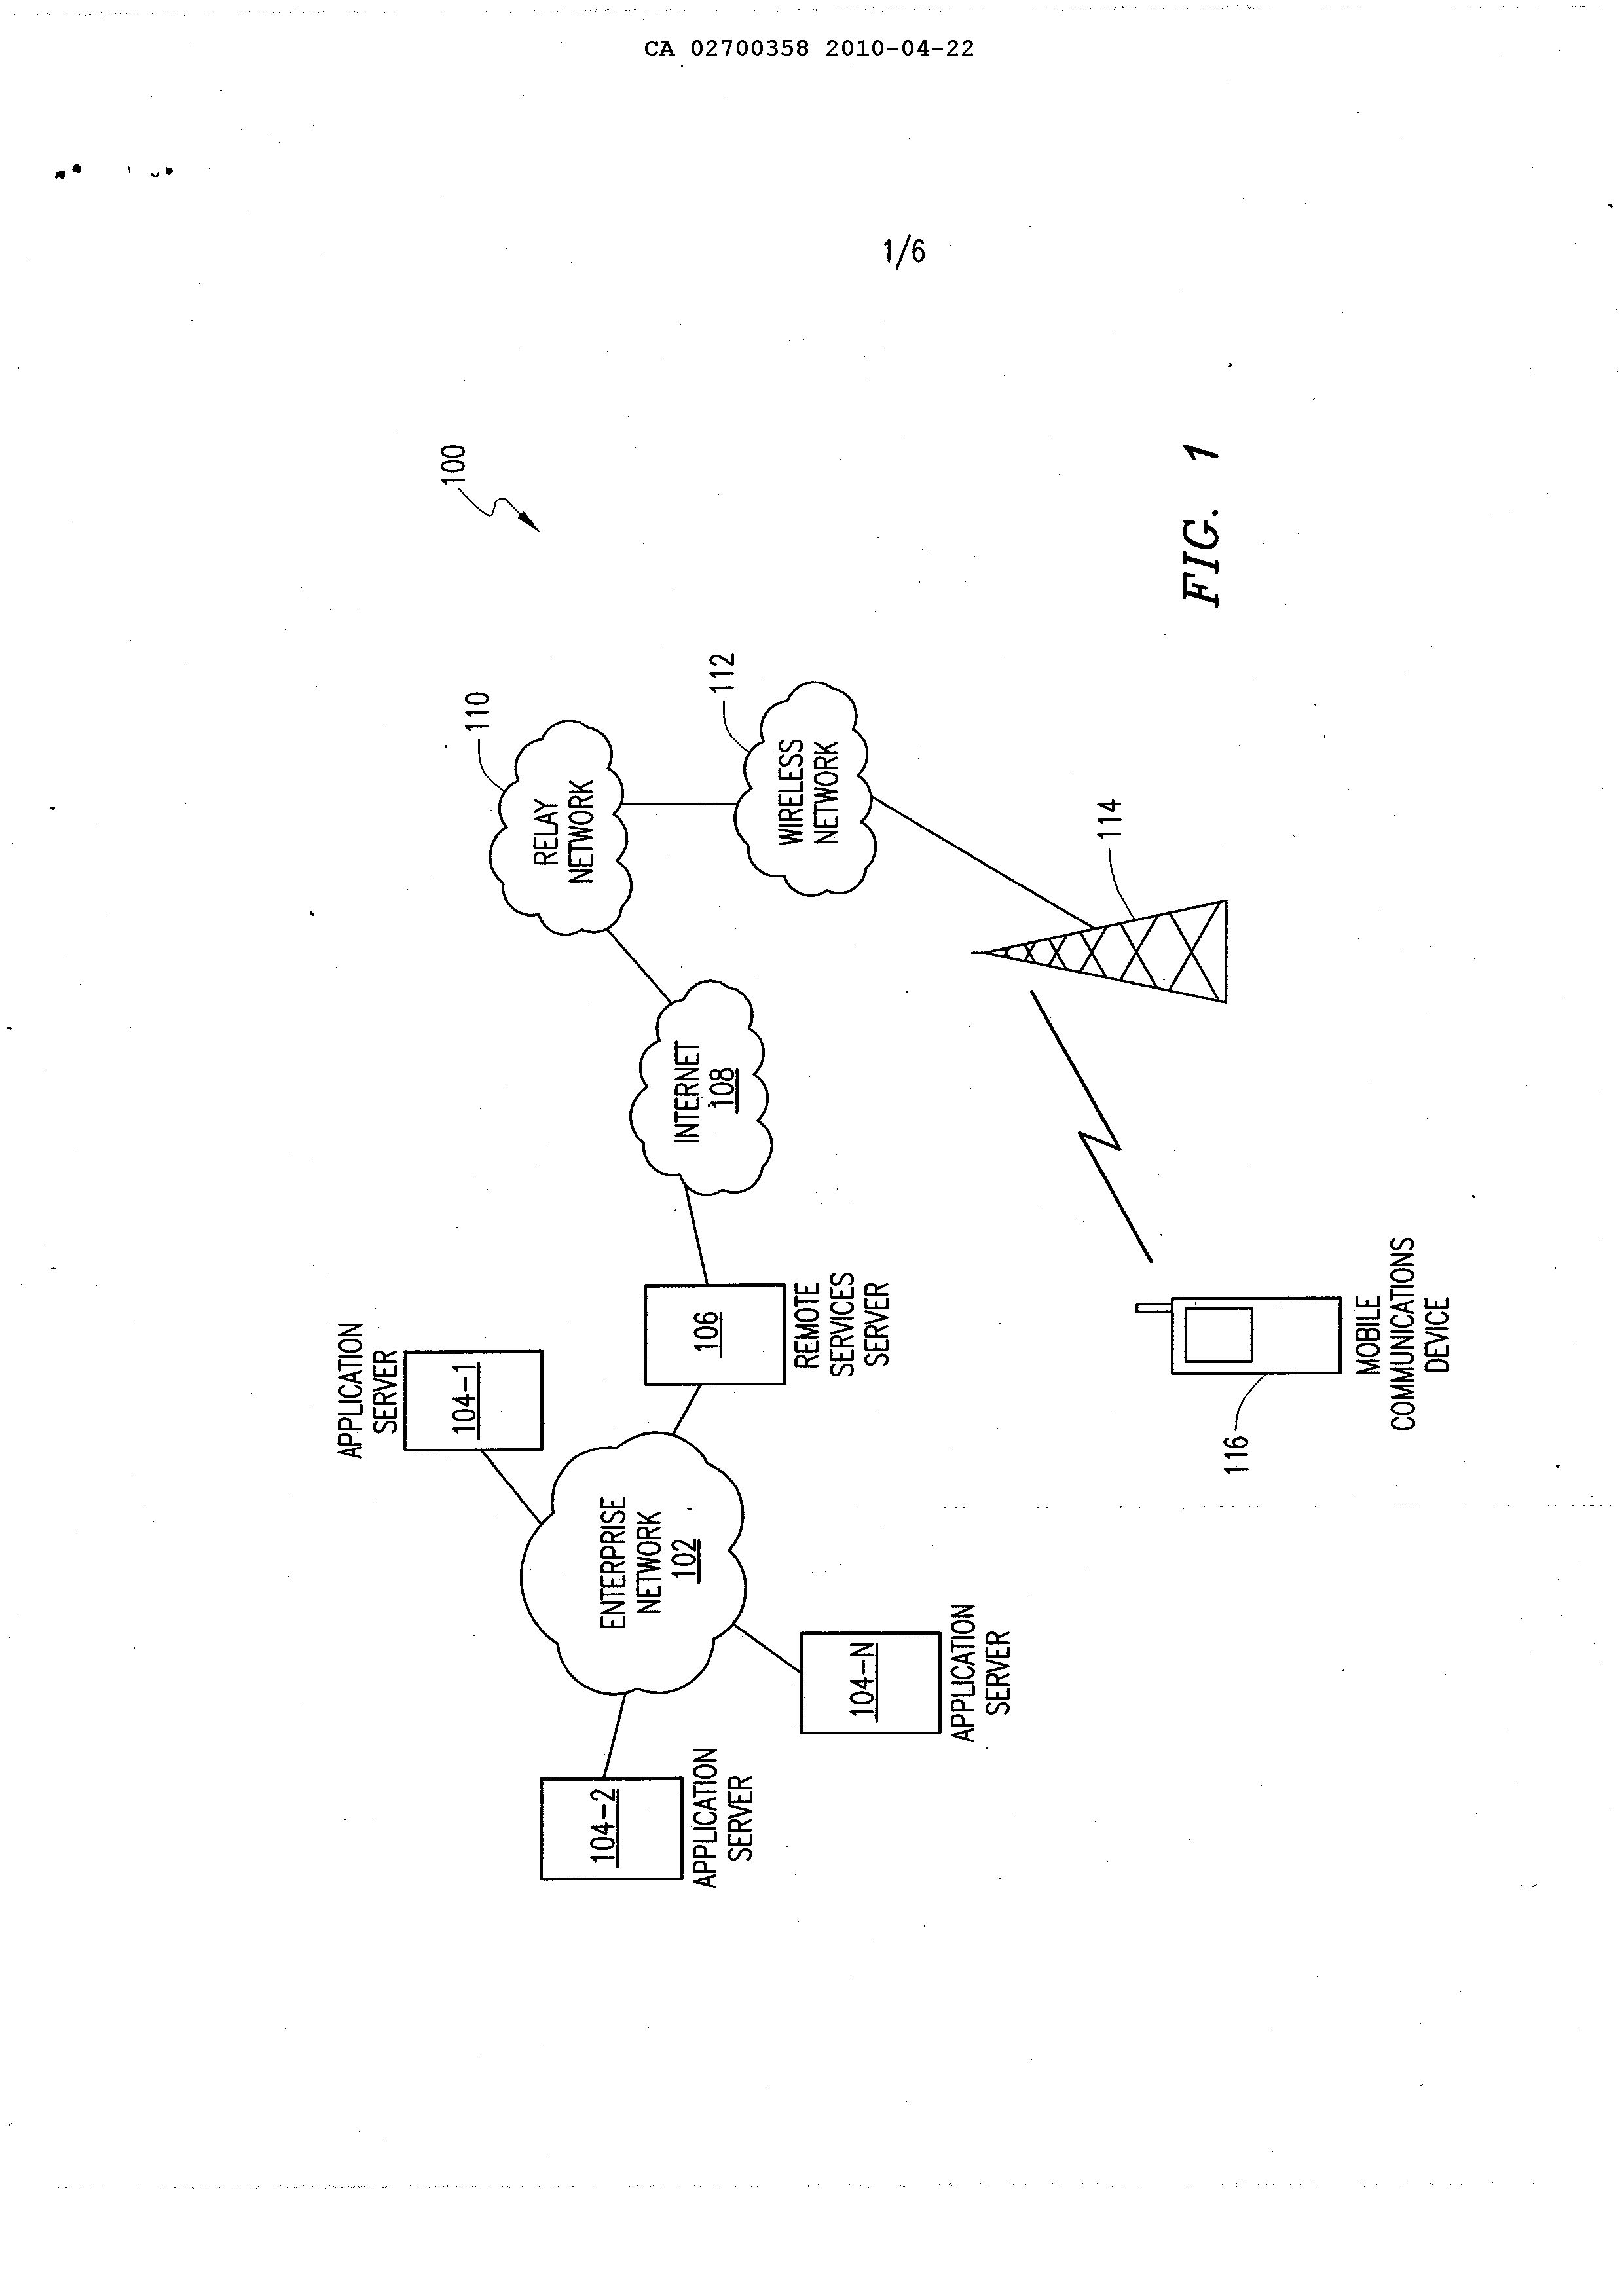 CA 02700358 2010-04-22
1/6
100
110
RELAY
NETWORK
112
WIRELESS
NETWORK
114
INTERNET
108
APPLICATION
SERVER
104-1
106
REMOTE
SERVICES
SERVER
ENTERPRISE
NETWORK
102
104-2
APPLICATION
SERVER
104-N
APPLICATION
SERVER
116
MOBILE
COMMUNICATIONS
DEVICE
FIG. 1